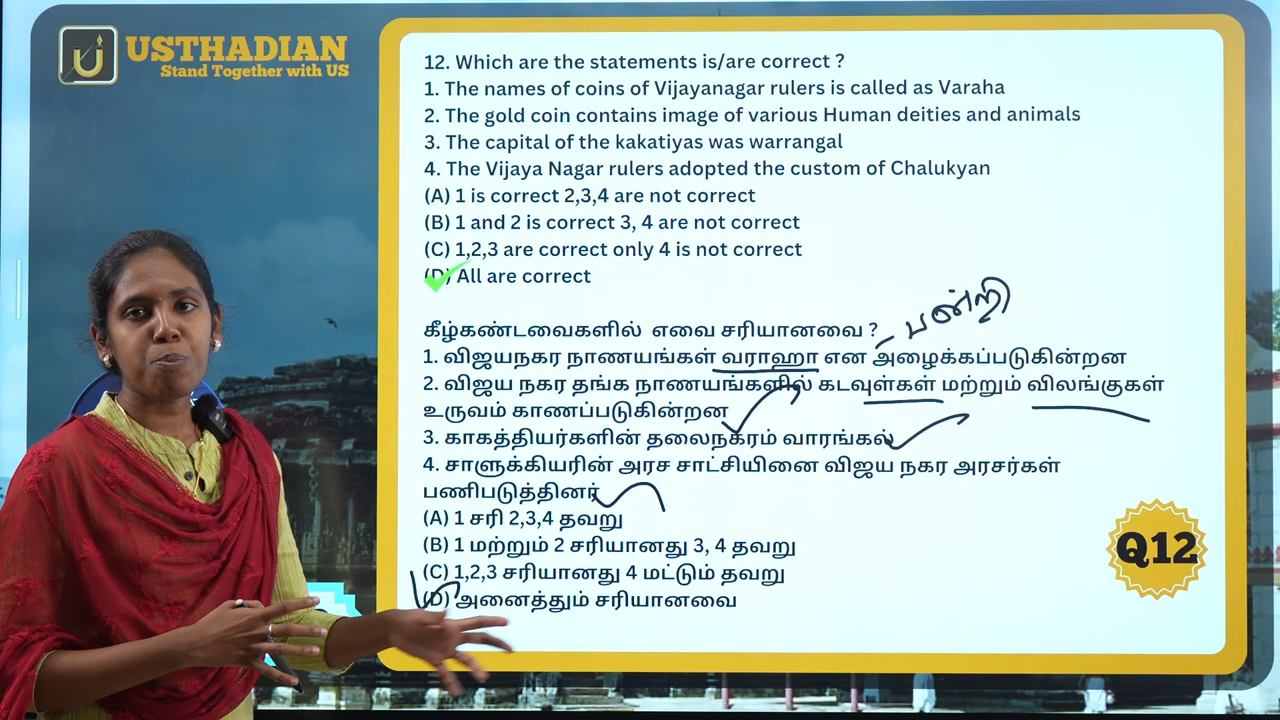 USTHADIAN
Stand Together with US
12. Which are the statements is/are correct ?
1. The names of coins of Vijayanagar rulers is called as Varaha
2. The gold coin contains image of various Human deities and animals
3. The capital of the kakatiyas was warrangal
4. The Vijaya Nagar rulers adopted the custom of Chalukyan
(A) 1 is correct 2,3,4 are not correct
(B) 1 and 2 is correct 3, 4 are not correct
(C) 1,2,3 are correct only 4 is not correct
(D) All are correct
பன்றி
கீழ்கண்டவைகளில் எவை சரியானவை ?
1. விஜயநகர நாணயங்கள் வராஹா என அழைக்கப்படுகின்றன
2. விஜய நகர தங்க நாணயங்களில் கடவுள்கள் மற்றும் விலங்குகள்
உருவம் காணப்படுகின்றன
3. காகத்தியர்களின் தலைநகரம் வாரங்கல்
4. சாளுக்கியரின் அரச சாட்சியினை விஜய நகர அரசர்கள்
பணிபடுத்தினர்
(A) 1 சரி 2,3,4 தவறு
(B) 1 மற்றும் 2 சரியானது 3, 4 தவறு
(C) 1,2,3 சரியானது 4 மட்டும் தவறு
(D) அனைத்தும் சரியானவை
Q12